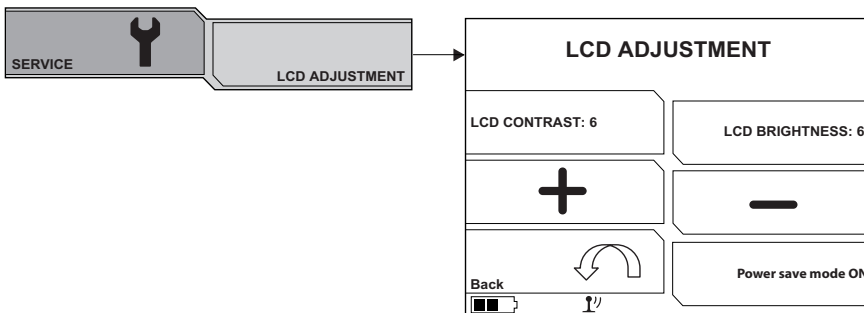 SERVICE
LCD ADJUSTMENT
LCD ADJUSTMENT
LCD CONTRAST: 6
LCD BRIGHTNESS: 6
Back
Power save mode ON